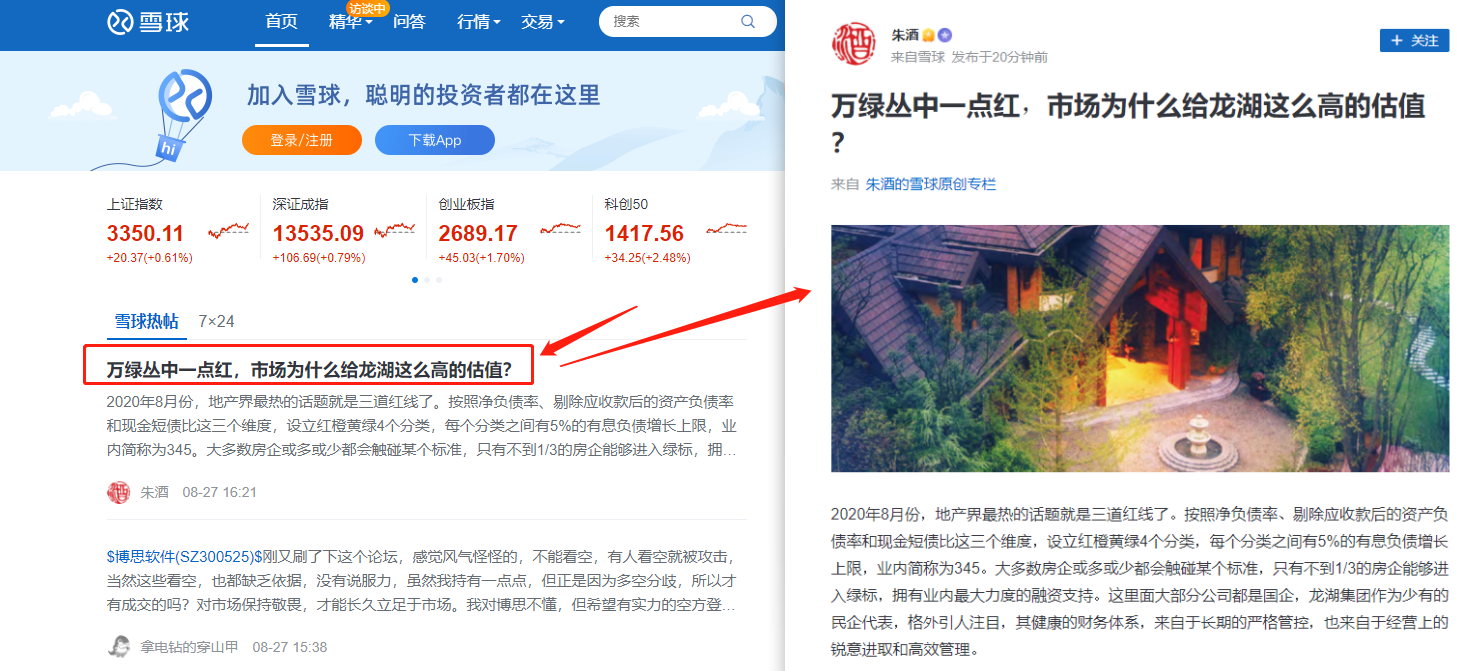 雪球
首页
精华
访谈中
问答
行情
交易
搜索
加入雪球，聪明的投资者都在这里
登录/注册
下载App
hi
上证指数
3350.11
+20.37(+0.61%)
深证成指
13535.09
+106.69(+0.79%)
创业板指
2689.17
+45.03(+1.70%)
科创50
1417.56
+34.25(+2.48%)
雪球热帖 7×24
万绿丛中一点红，市场为什么给龙湖这么高的估值？
2020年8月份，地产界最热的话题就是三道红线了。按照净负债率、剔除应收款后的资产负债率
和现金短债比这三个维度，设立红橙黄绿4个分类，每个分类之间有5%的有息负债增长上限，业
内简称为345。大多数房企或多或少都会触碰某个标准，只有不到1/3的房企能够进入绿标，拥...
朱酒 08-27 16:21
$博思软件(SZ300525)$刚又刷了下这个论坛，感觉风气怪怪的，不能看空，有人看空就被攻击，
当然这些看空，也都缺乏依据，没有说服力，虽然我持有一点点，但正是因为多空分歧，所以才
有成交的吗？对市场保持敬畏，才能长久立足于市场。我对博思不懂，但希望有实力的空方登...
拿电钻的穿山甲 08-27 15:38
酒
朱酒
来自雪球 发布于20分钟前
+ 关注
万绿丛中一点红，市场为什么给龙湖这么高的估值
？
来自 朱酒的雪球原创专栏
2020年8月份，地产界最热的话题就是三道红线了。按照净负债率、剔除应收款后的资产负
债率和现金短债比这三个维度，设立红橙黄绿4个分类，每个分类之间有5%的有息负债增长
上限，业内简称为345。大多数房企或多或少都会触碰某个标准，只有不到1/3的房企能够进
入绿标，拥有业内最大力度的融资支持。这里面大部分公司都是国企，龙湖集团作为少有的
民企代表，格外引人注目，其健康的财务体系，来自于长期的严格管控，也来自于经营上的
锐意进取和高效管理。